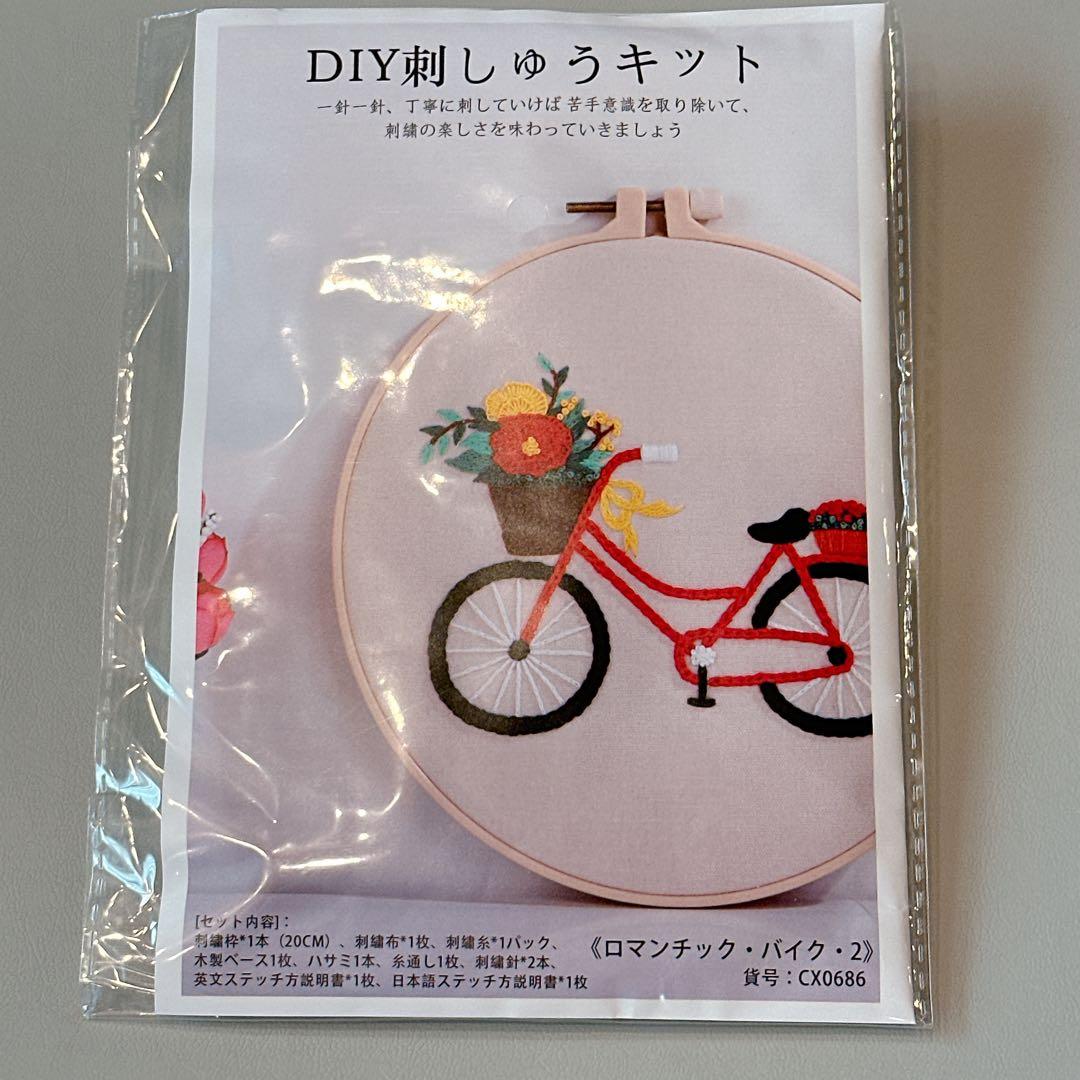 DIY刺しゅうキット
一針一針、丁寧に刺していけば 苦手意識を取り除いて、
刺繍の楽しさを味わっていきましょう
[セット内容]：
刺繍枠*1本（20CM）、刺繍布*1枚、刺繍糸*1パック、
木製ベース1枚、ハサミ1本、糸通し1枚、刺繍針*2本、
英文ステッチ方説明書*1枚、日本語ステッチ方説明書*1枚
《ロマンチック・バイク・2》
貨号：CX0686